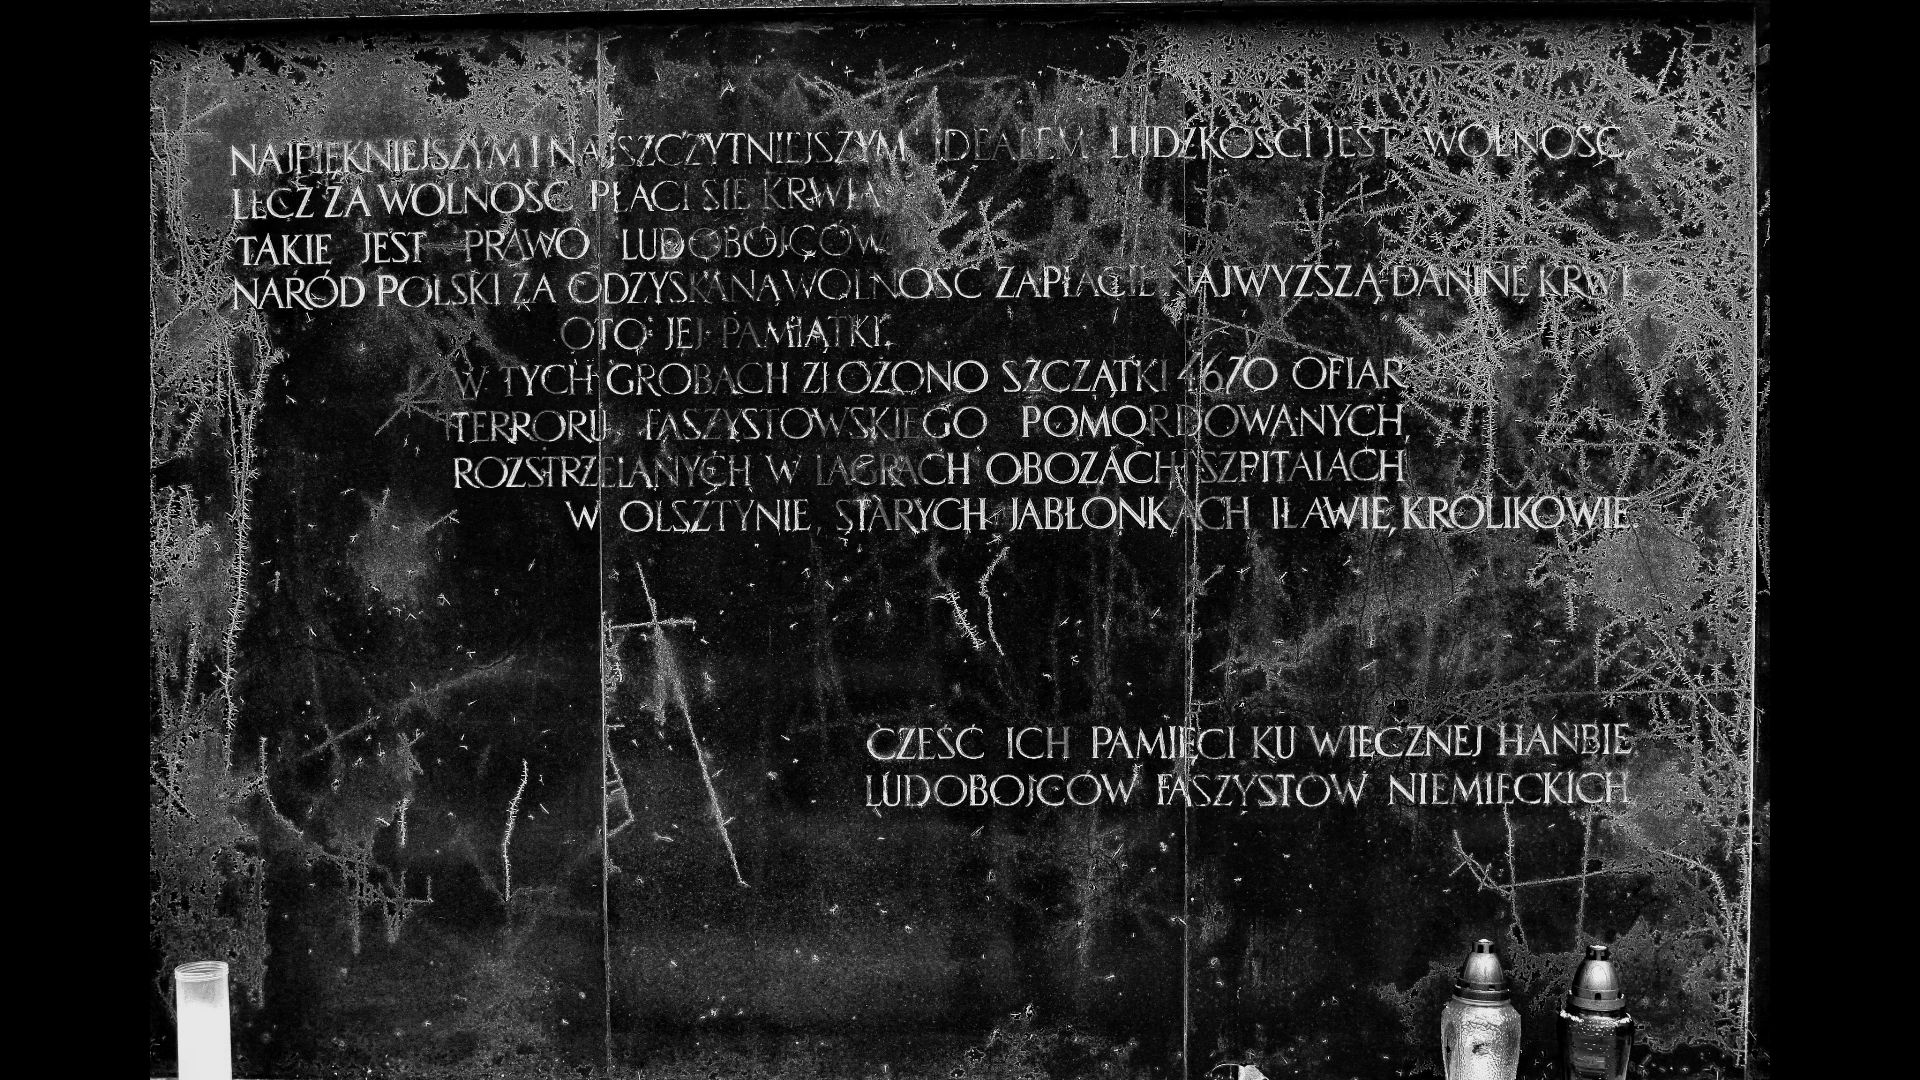 NAJPIĘKNIEJSZYM I NAJSZCZYTNIEJSZYM IDEAŁEM LUDZKOŚCI JEST WOLNOŚĆ,
LECZ ZA WOLNOŚĆ PŁACI SIĘ KRWIĄ
TAKIE JEST PRAWO LUDOBÓJCÓW
NARÓD POLSKI ZA ODZYSKANĄ WOLNOŚĆ ZAPŁACIŁ NAJWYŻSZĄ DANINĘ KRWI
OTO JEJ PAMIĄTKI.
W TYCH GROBACH ZŁOŻONO SZCZĄTKI 4670 OFIAR
TERRORU FASZYSTOWSKIEGO POMORDOWANYCH,
ROZSTRZELANYCH W ŁAGRACH OBOZACH SZPITALACH
W OLSZTYNIE, STARYCH JABŁONKACH IŁAWIE, KRÓLIKOWIE.
CZEŚĆ ICH PAMIĘCI KU WIECZNEJ HAŃBIE
LUDOBÓJCÓW FASZYSTÓW NIEMIECKICH